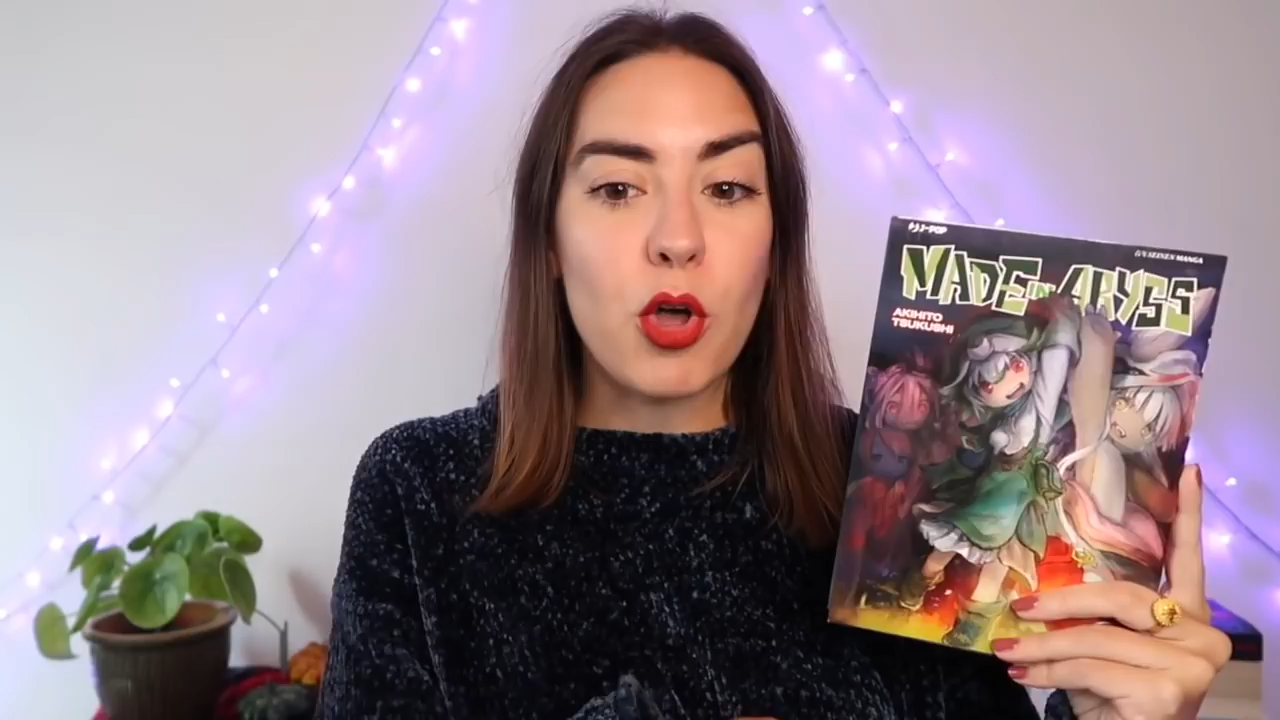 J-POP
SEINEN MANGA
MADE IN ABYSS
AKIHITO
TSUKUSHI